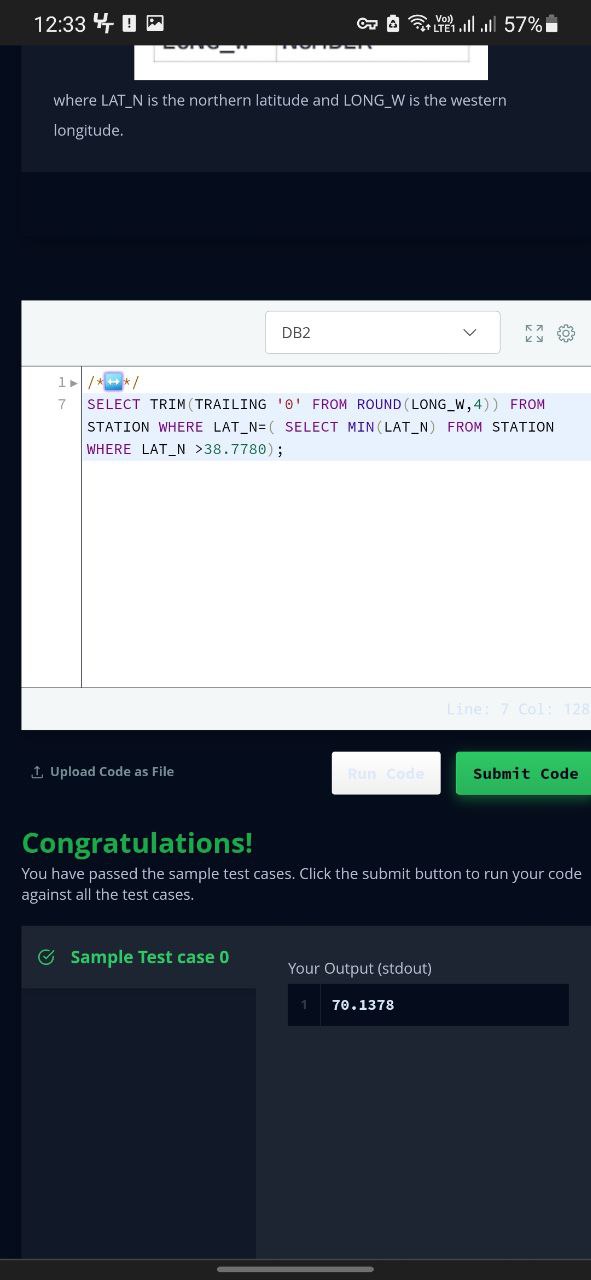 12:33
Vo))
LTE1
57%
LONG_W NUMBER
where LAT_N is the northern latitude and LONG_W is the western
longitude.
DB2
1 /*↔*/
7 SELECT TRIM(TRAILING '0' FROM ROUND(LONG_W,4)) FROM
STATION WHERE LAT_N=( SELECT MIN(LAT_N) FROM STATION
WHERE LAT_N >38.7780);
Line: 7 Col: 128
Upload Code as File
Run Code
Submit Code
Congratulations!
You have passed the sample test cases. Click the submit button to run your code
against all the test cases.
Sample Test case 0
Your Output (stdout)
1 70.1378